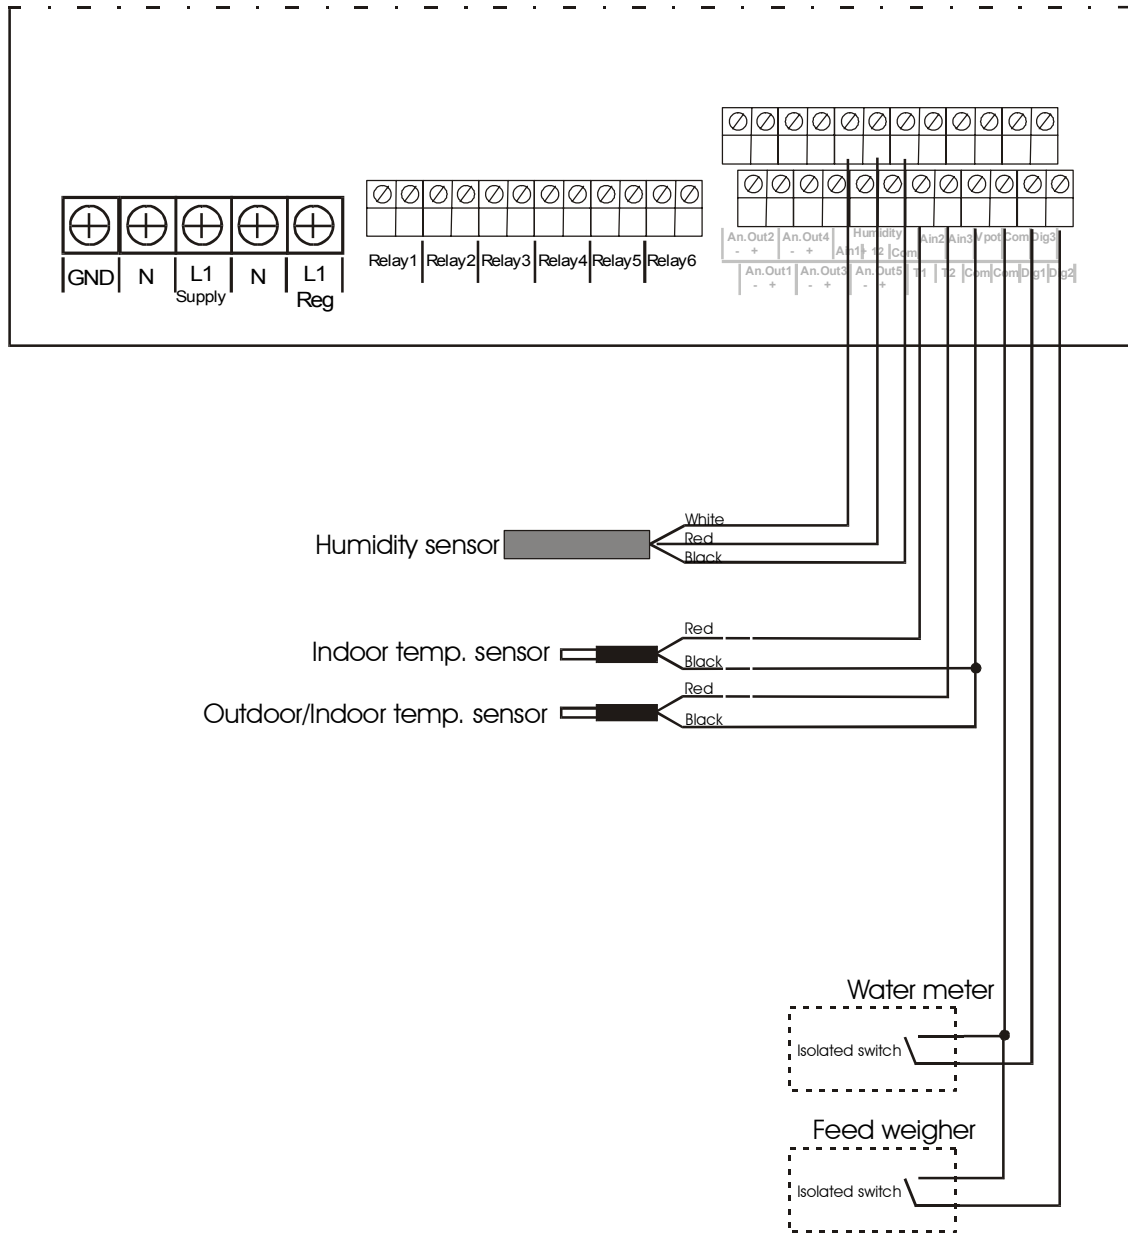 An.Out2 An.Out4 Humidity Ain2 Ain3 Vpot Com Dig3
- + - + Ain1 + 12 Com
An.Out1 An.Out3 An.Out5 T1 T2 Com Com Dig1 Dig2
- + - + - +
Relay1 Relay2 Relay3 Relay4 Relay5 Relay6
GND N L1 N L1
Supply Reg
White
Humidity sensor Red
Black
Red
Indoor temp. sensor
Black
Red
Outdoor/Indoor temp. sensor
Black
Water meter
Isolated switch
Feed weigher
Isolated switch